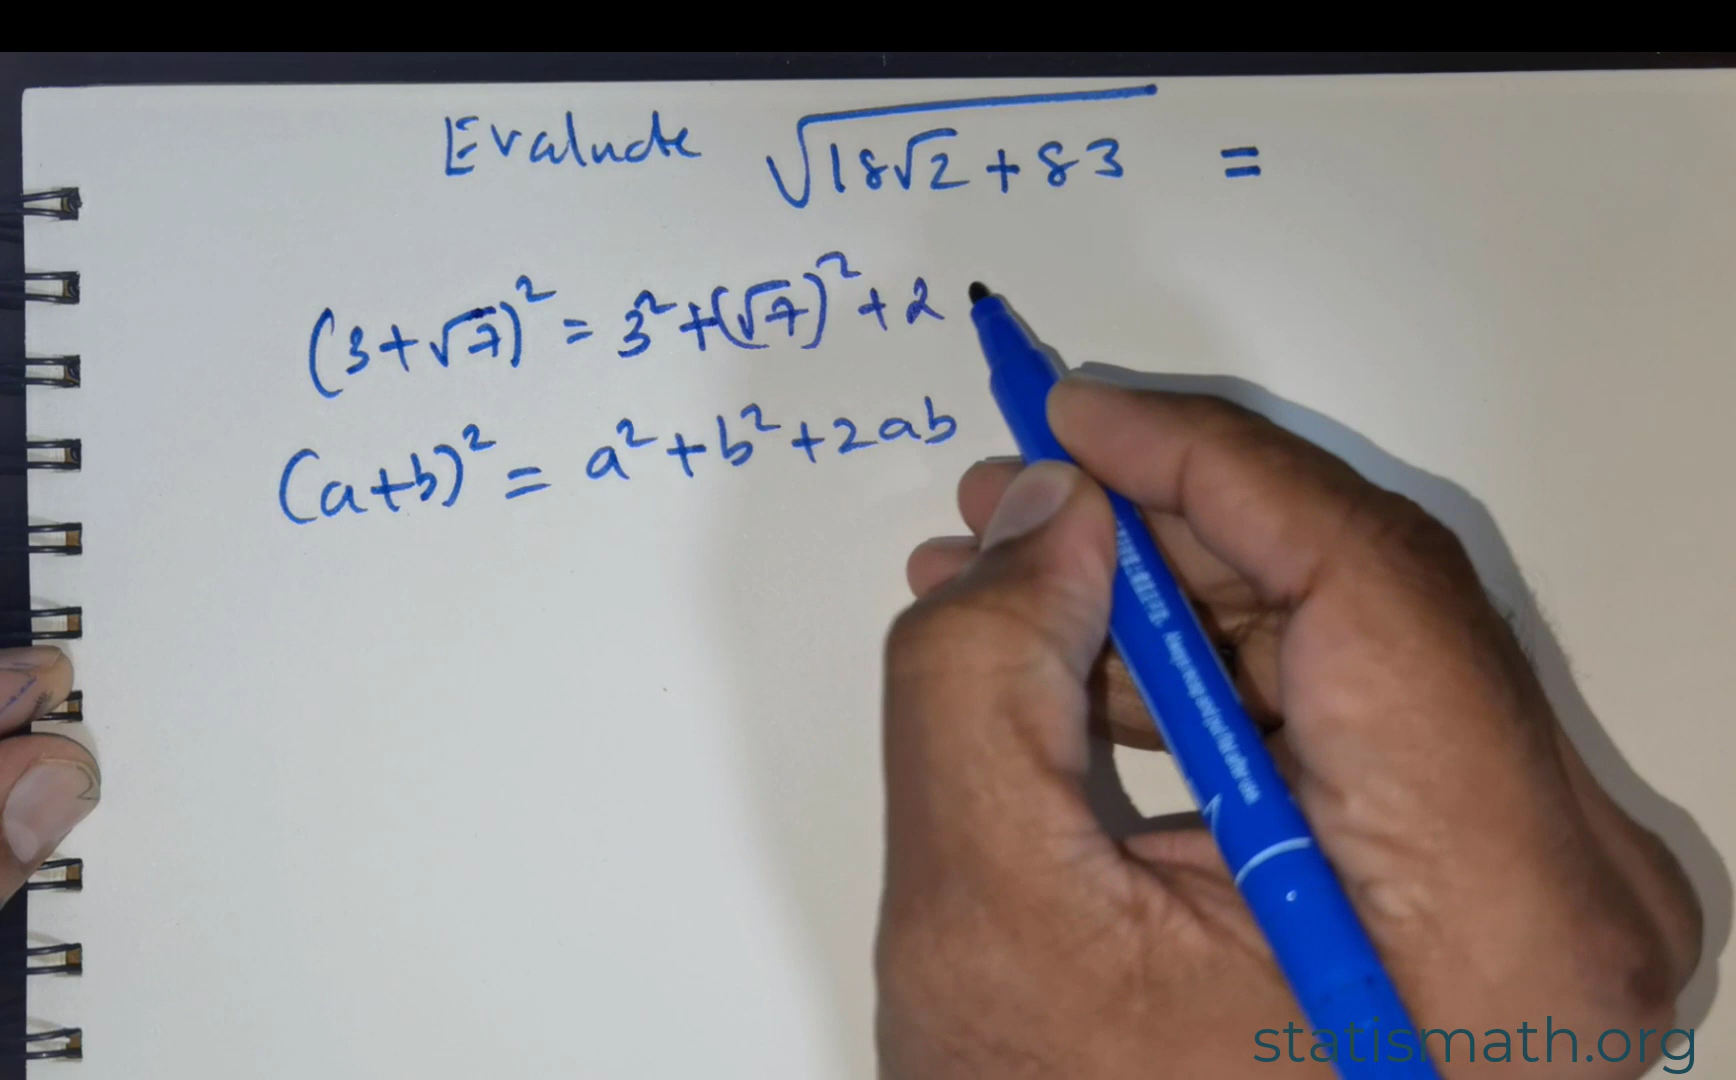 Evaluate √(18√2 + 83) =
(3+√7)² = 3² + (√7)² + 2
(a+b)² = a² + b² + 2ab
statismath.org